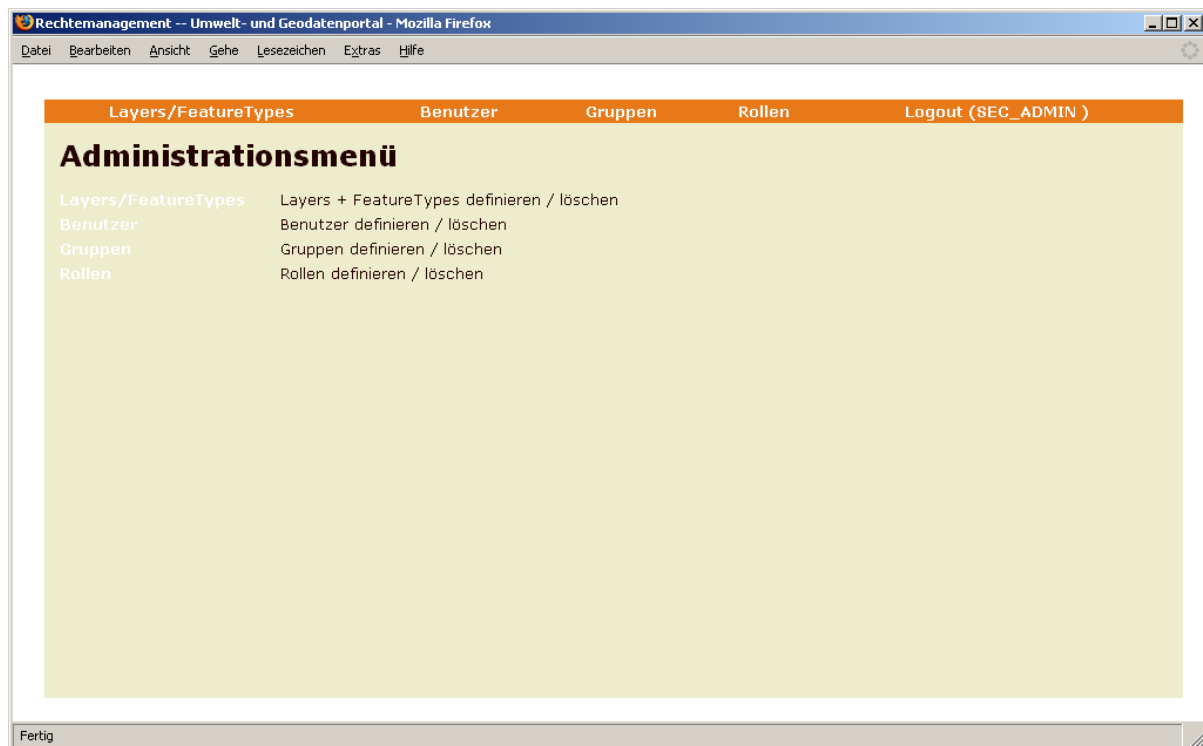 Rechtemanagement -- Umwelt- und Geodatenportal - Mozilla Firefox
Datei Bearbeiten Ansicht Gehe Lesezeichen Extras Hilfe
Layers/FeatureTypes Benutzer Gruppen Rollen Logout (SEC_ADMIN )
Administrationsmenü
Layers/FeatureTypes Layers + FeatureTypes definieren / löschen
Benutzer Benutzer definieren / löschen
Gruppen Gruppen definieren / löschen
Rollen Rollen definieren / löschen
Fertig